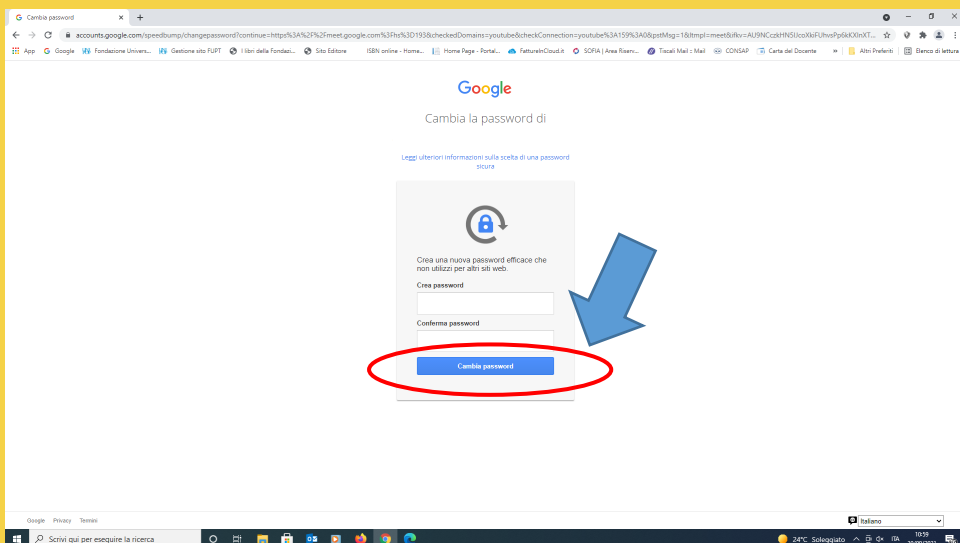 Cambia password
accounts.google.com/speedbump/changepassword?continue=https%3A%2F%2Fmeet.google.com%3Fhs%3D193&checkedDomains=youtube&checkConnection=youtube%3A159%3A0&pstMsg=1&ltmpl=meet&ifkv=
App Google Fondazione Univers... Gestione sito FUPT I libri della Fondazi... Sito Editore ISBN online - Home... Home Page - Portal... FattureInCloud.it SOFIA | Area Riserv... Tiscali Mail :: Mail CONSAP Carta del Docente » Altri Preferiti Elenco di lettura
Google
Cambia la password di
Leggi ulteriori informazioni sulla scelta di una password
sicura
Crea una nuova password efficace che
non utilizzi per altri siti web.
Crea password
Conferma password
Cambia password
Google Privacy Termini Italiano
Scrivi qui per eseguire la ricerca 24°C Soleggiato ITA 10:59